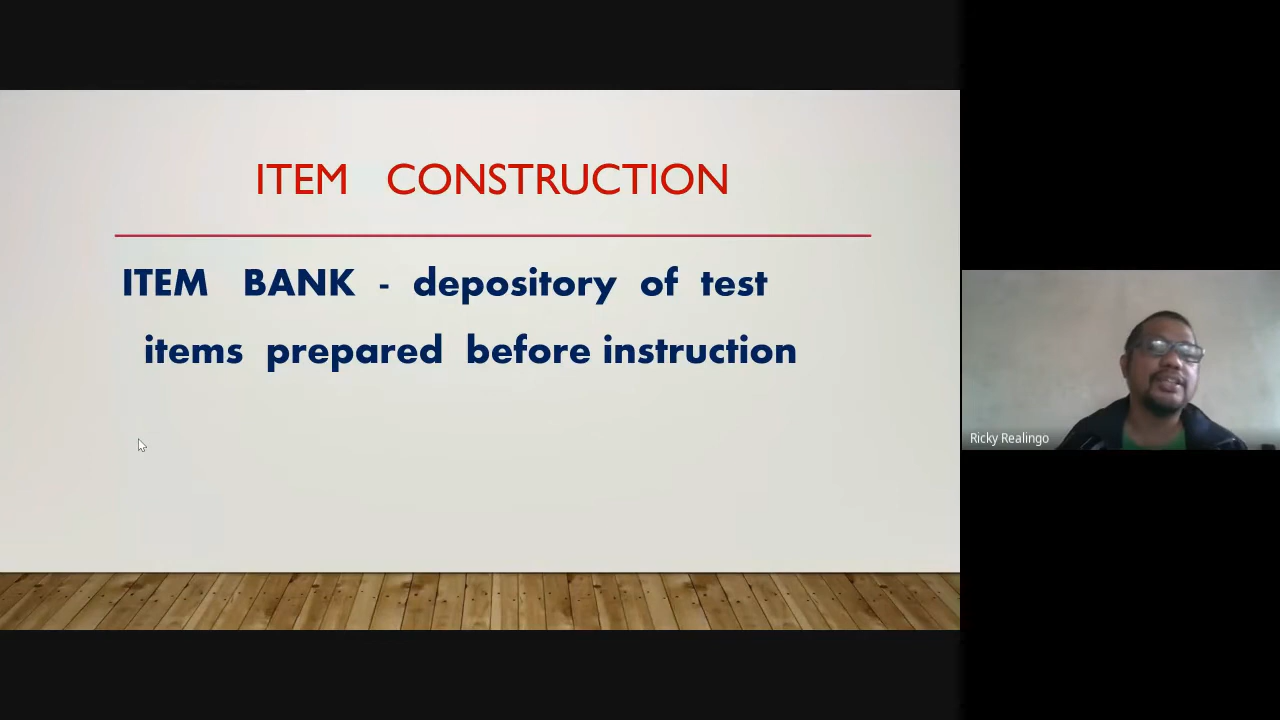 ITEM CONSTRUCTION
ITEM BANK - depository of test
items prepared before instruction
Ricky Realingo